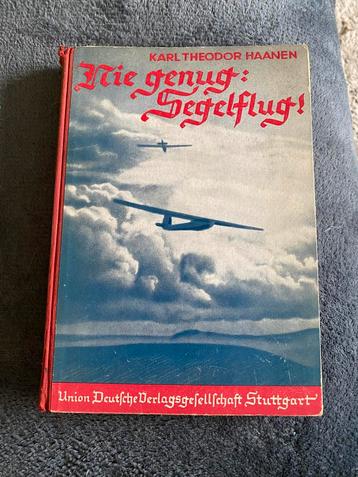 KARL THEODOR HAANEN
Nie genug:
Segelflug!
Union Deutsche Verlagsgesellschaft Stuttgart